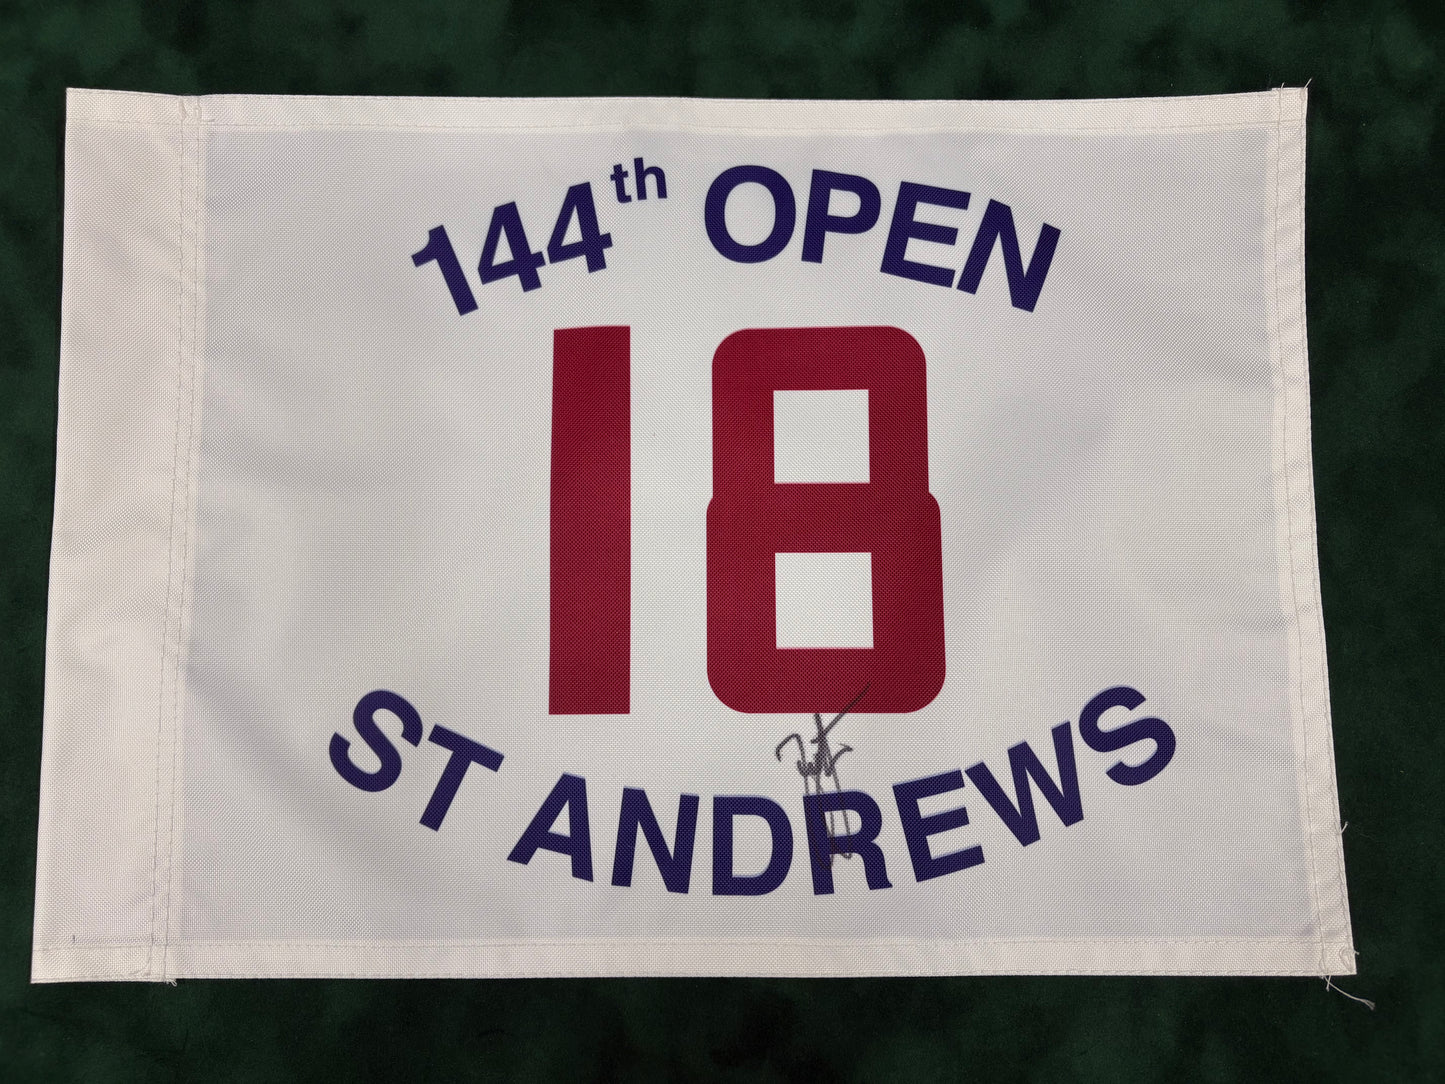 144th OPEN
18
ST ANDREWS